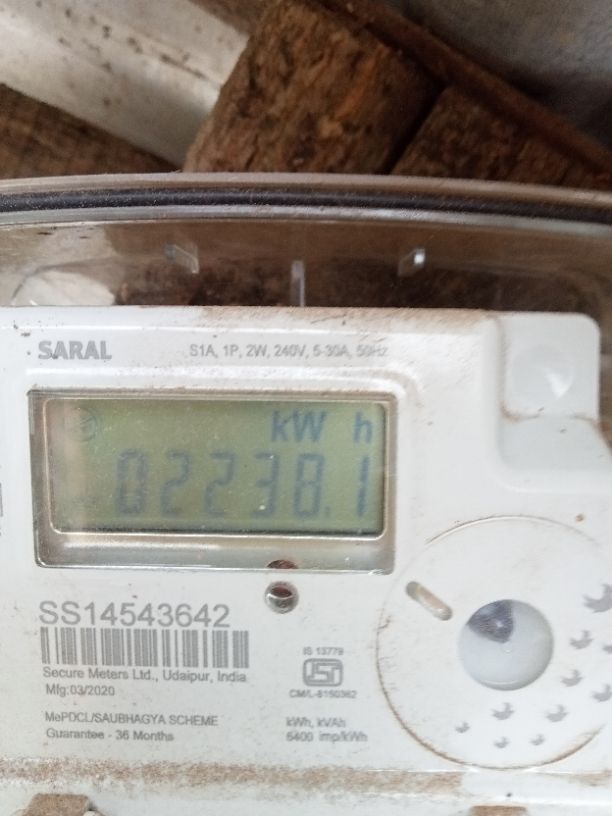 SARAL
S1A, 1P, 2W, 240V, 5-30A, 50Hz
kW h
02238.1
SS14543642
Secure Meters Ltd., Udaipur, India
Mfg:03/2020
IS 13779
ISI
CM/L-8150362
MePDCL/SAUBHAGYA SCHEME
Guarantee - 36 Months
kWh, kVAh
6400 imp/kWh